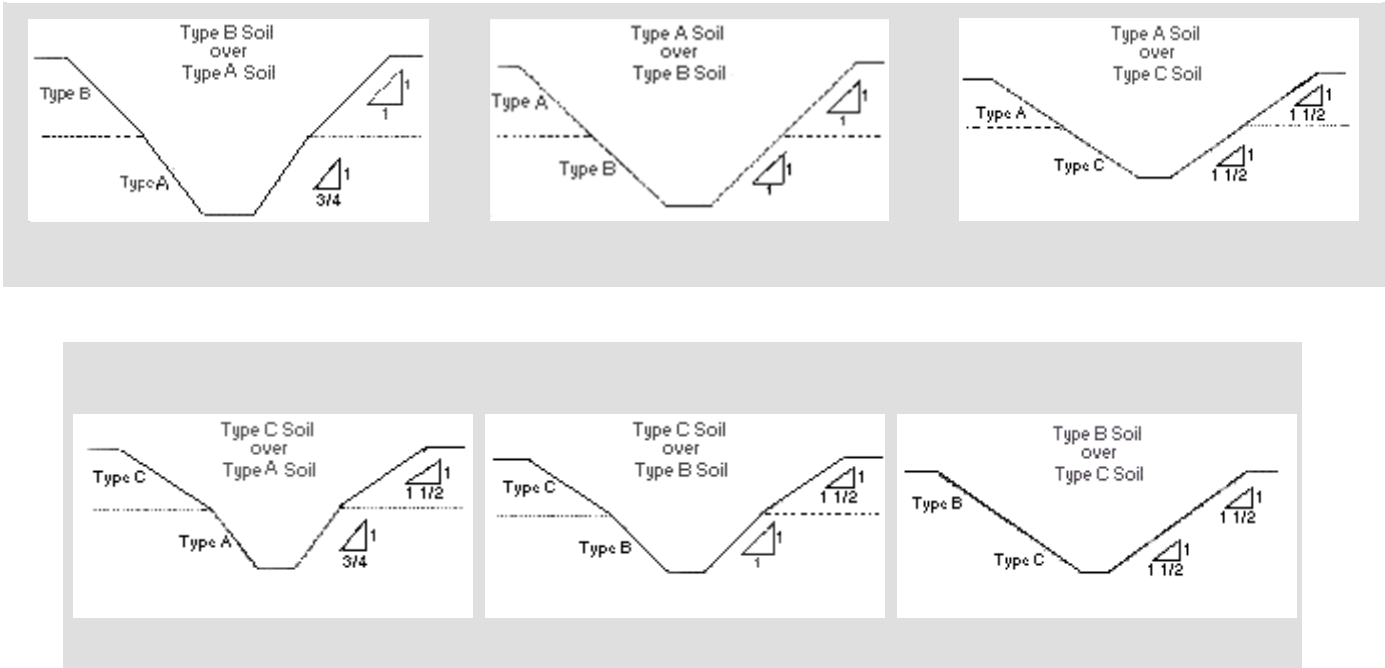 Type B Soil
over
Type A Soil
Type B
1
1
Type A
1
3/4
Type A Soil
over
Type B Soil
Type A
1
1
Type B
1
1
Type A Soil
over
Type C Soil
Type A
1
1 1/2
Type C
1
1 1/2
Type C Soil
over
Type A Soil
Type C
1
1 1/2
Type A
1
3/4
Type C Soil
over
Type B Soil
Type C
1
1 1/2
Type B
1
1
Type B Soil
over
Type C Soil
Type B
1
1 1/2
Type C
1
1 1/2